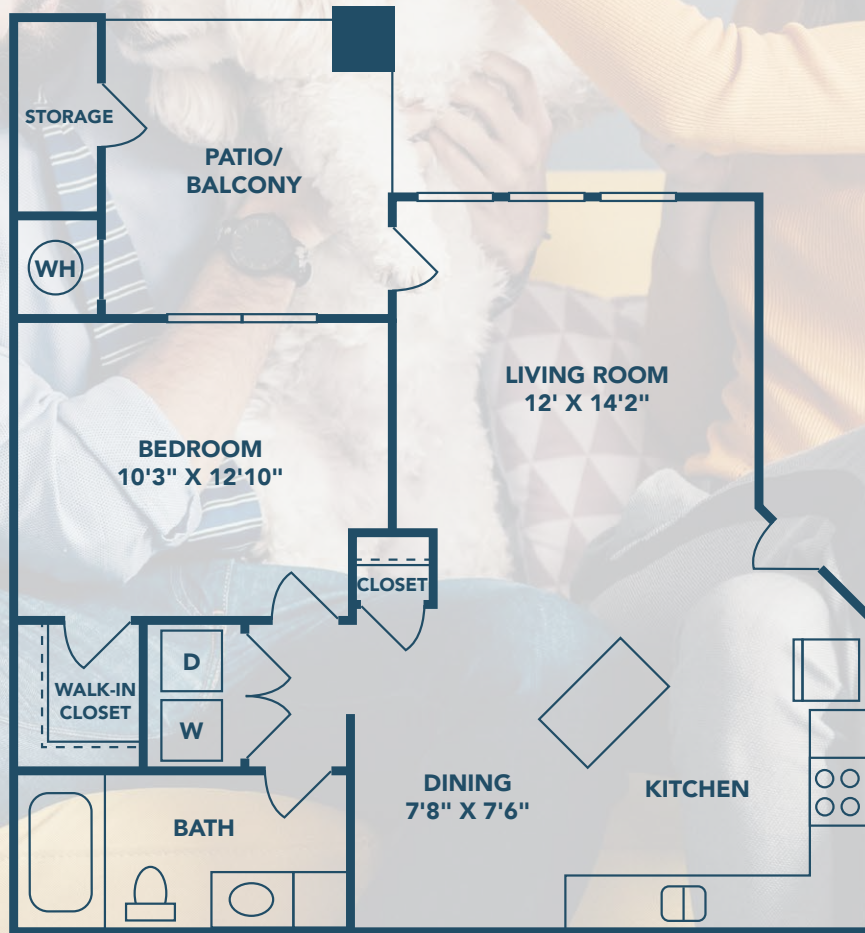 STORAGE
PATIO/
BALCONY
WH
LIVING ROOM
12' X 14'2"
BEDROOM
10'3" X 12'10"
CLOSET
D
WALK-IN
CLOSET
W
DINING
7'8" X 7'6"
KITCHEN
BATH